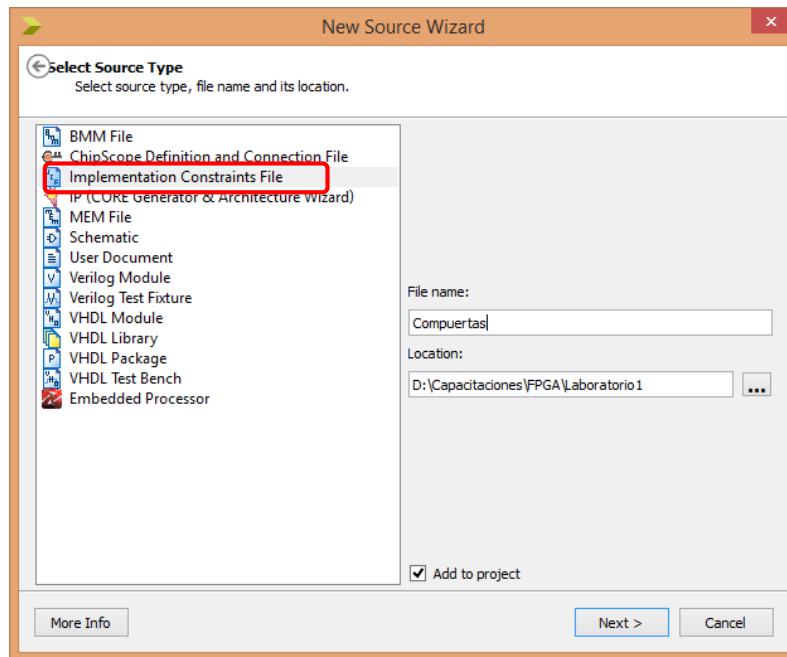 New Source Wizard
Select Source Type
Select source type, file name and its location.
BMM File
ChipScope Definition and Connection File
Implementation Constraints File
IP (CORE Generator & Architecture Wizard)
MEM File
Schematic
User Document
Verilog Module
Verilog Test Fixture
VHDL Module
VHDL Library
VHDL Package
VHDL Test Bench
Embedded Processor
File name:
Compuertas
Location:
D:\Capacitaciones\FPGA\Laboratorio1
...
Add to project
More Info
Next >
Cancel